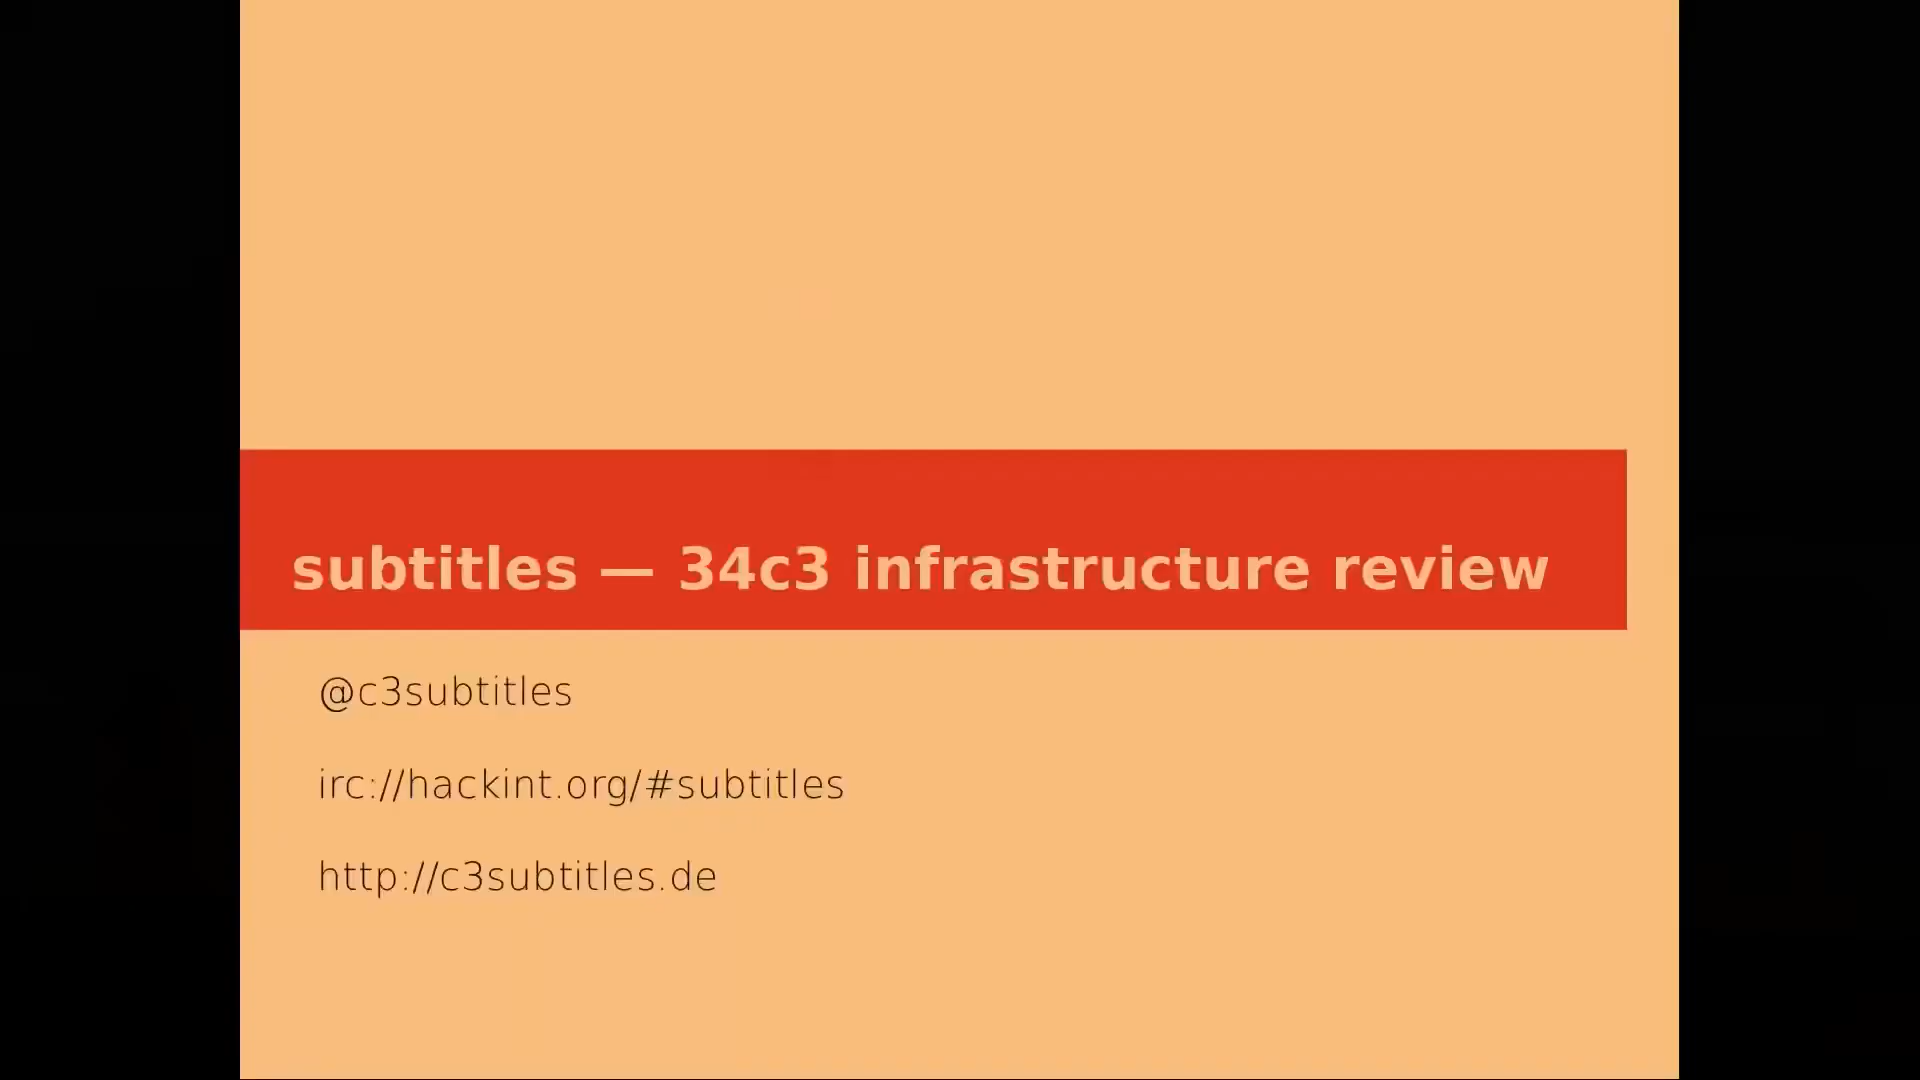 subtitles — 34c3 infrastructure review
@c3subtitles
irc://hackint.org/#subtitles
http://c3subtitles.de